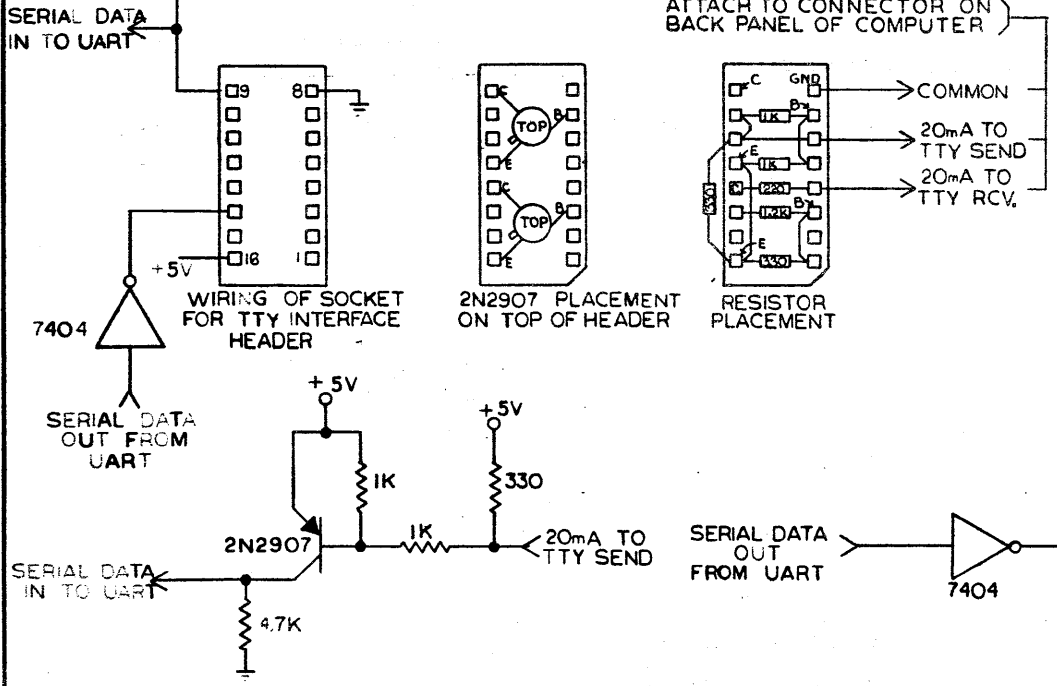 SERIAL DATA
IN TO UART
ATTACH TO CONNECTOR ON
BACK PANEL OF COMPUTER
9
8
16
1
+5V
7404
SERIAL DATA
OUT FROM
UART
WIRING OF SOCKET
FOR TTY INTERFACE
HEADER
C
B
TOP
E
C
B
TOP
E
2N2907 PLACEMENT
ON TOP OF HEADER
C
GND
B
1K
E
1K
330
C
220
B
1.2K
E
330
RESISTOR
PLACEMENT
COMMON
20mA TO
TTY SEND
20mA TO
TTY RCV.
+5V
1K
2N2907
1K
+5V
330
20mA TO
TTY SEND
SERIAL DATA
IN TO UART
4.7K
SERIAL DATA
OUT
FROM UART
7404